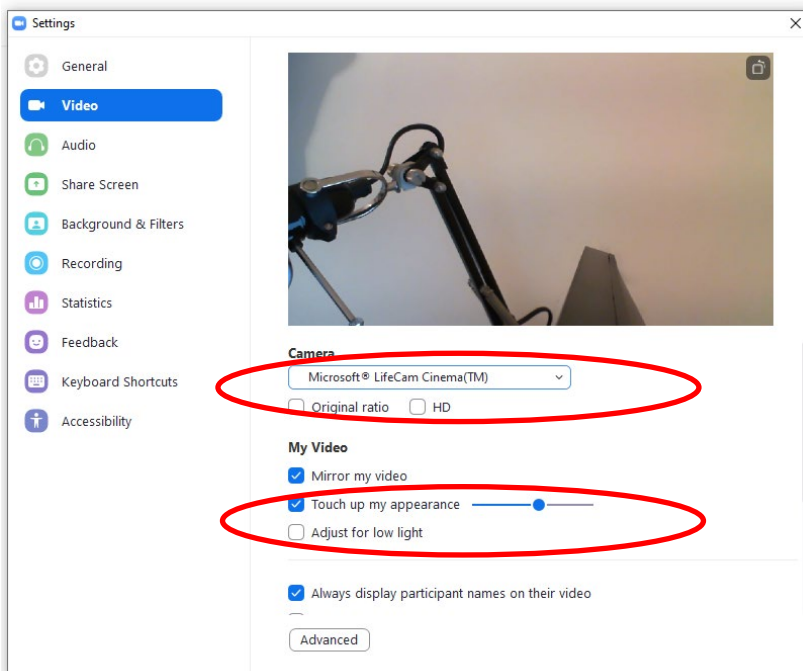 Settings
General
Video
Audio
Share Screen
Background & Filters
Recording
Statistics
Feedback
Keyboard Shortcuts
Accessibility
Camera
Microsoft® LifeCam Cinema(TM)
Original ratio HD
My Video
Mirror my video
Touch up my appearance
Adjust for low light
Always display participant names on their video
Advanced